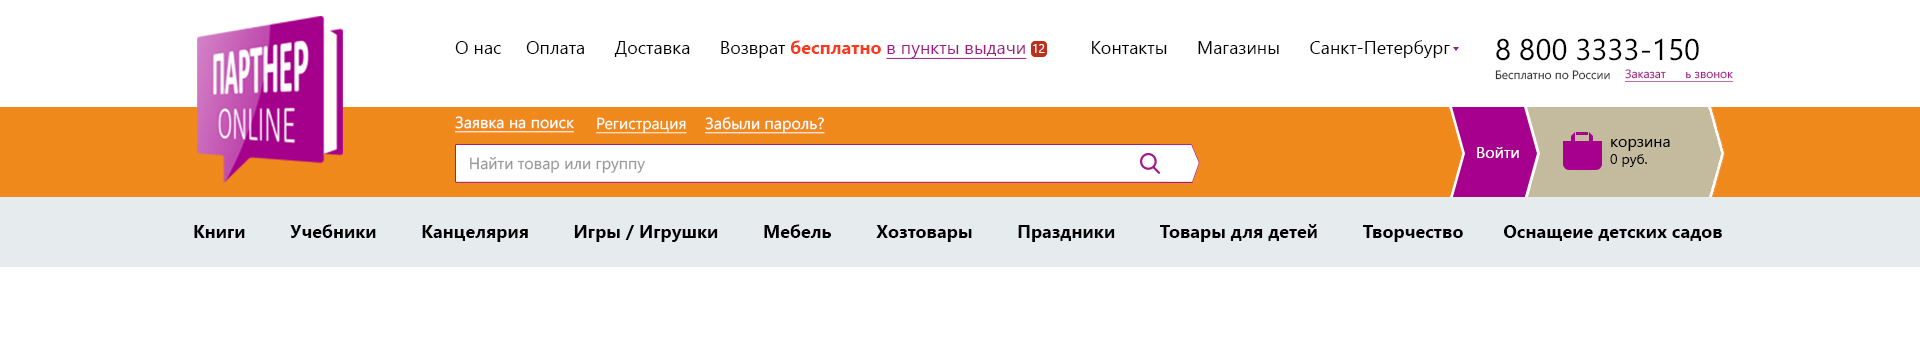 ПАРТНЕР
ONLINE
О нас Оплата Доставка Возврат бесплатно в пункты выдачи 12 Контакты Магазины Санкт-Петербург
8 800 3333-150
Бесплатно по России Заказат ь звонок
Заявка на поиск Регистрация Забыли пароль?
Найти товар или группу
Войти
корзина
0 руб.
Книги Учебники Канцелярия Игры / Игрушки Мебель Хозтовары Праздники Товары для детей Творчество Оснащеие детских садов